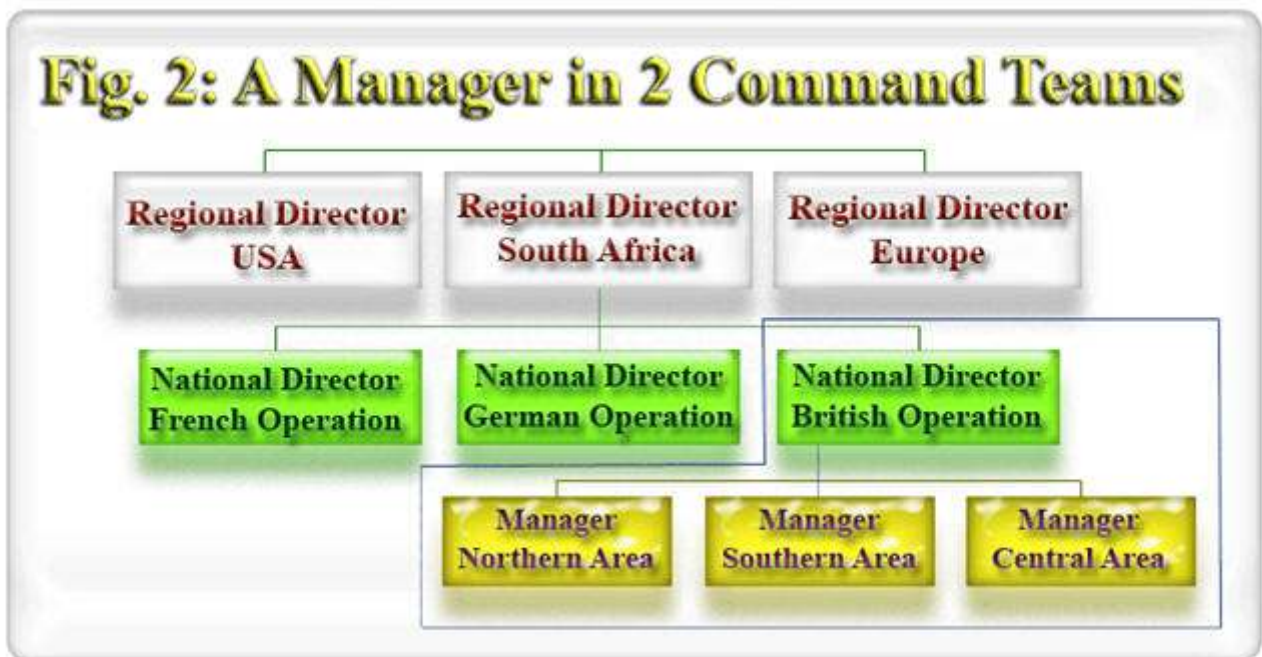 Fig. 2: A Manager in 2 Command Teams
Regional Director
USA
Regional Director
South Africa
Regional Director
Europe
National Director
French Operation
National Director
German Operation
National Director
British Operation
Manager
Northern Area
Manager
Southern Area
Manager
Central Area